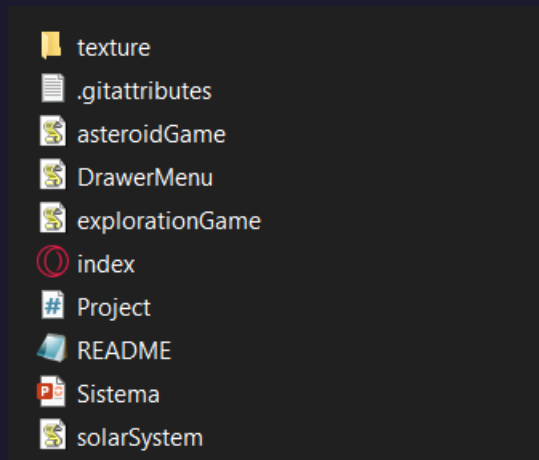 texture
.gitattributes
asteroidGame
DrawerMenu
explorationGame
index
Project
README
Sistema
solarSystem